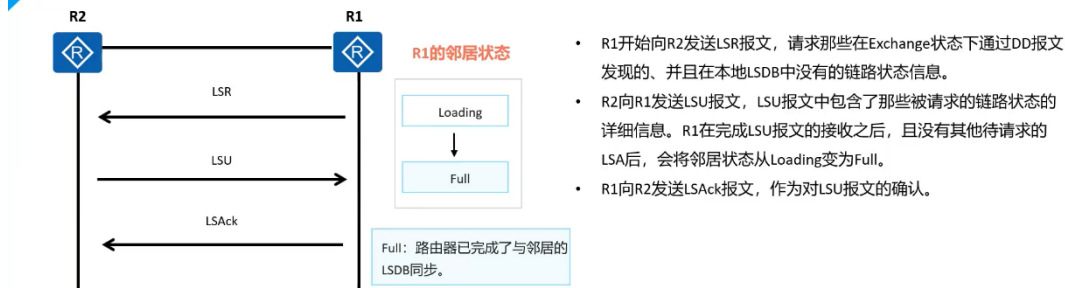 R2
R1
R
R
R1的邻居状态
LSR
Loading
LSU
Full
LSAck
Full：路由器已完成了与邻居的
LSDB同步。
• R1开始向R2发送LSR报文，请求那些在Exchange状态下通过DD报文
发现的、并且在本地LSDB中没有的链路状态信息。
• R2向R1发送LSU报文，LSU报文中包含了那些被请求的链路状态的
详细信息。R1在完成LSU报文的接收之后，且没有其他待请求的
LSA后，会将邻居状态从Loading变为Full。
• R1向R2发送LSAck报文，作为对LSU报文的确认。